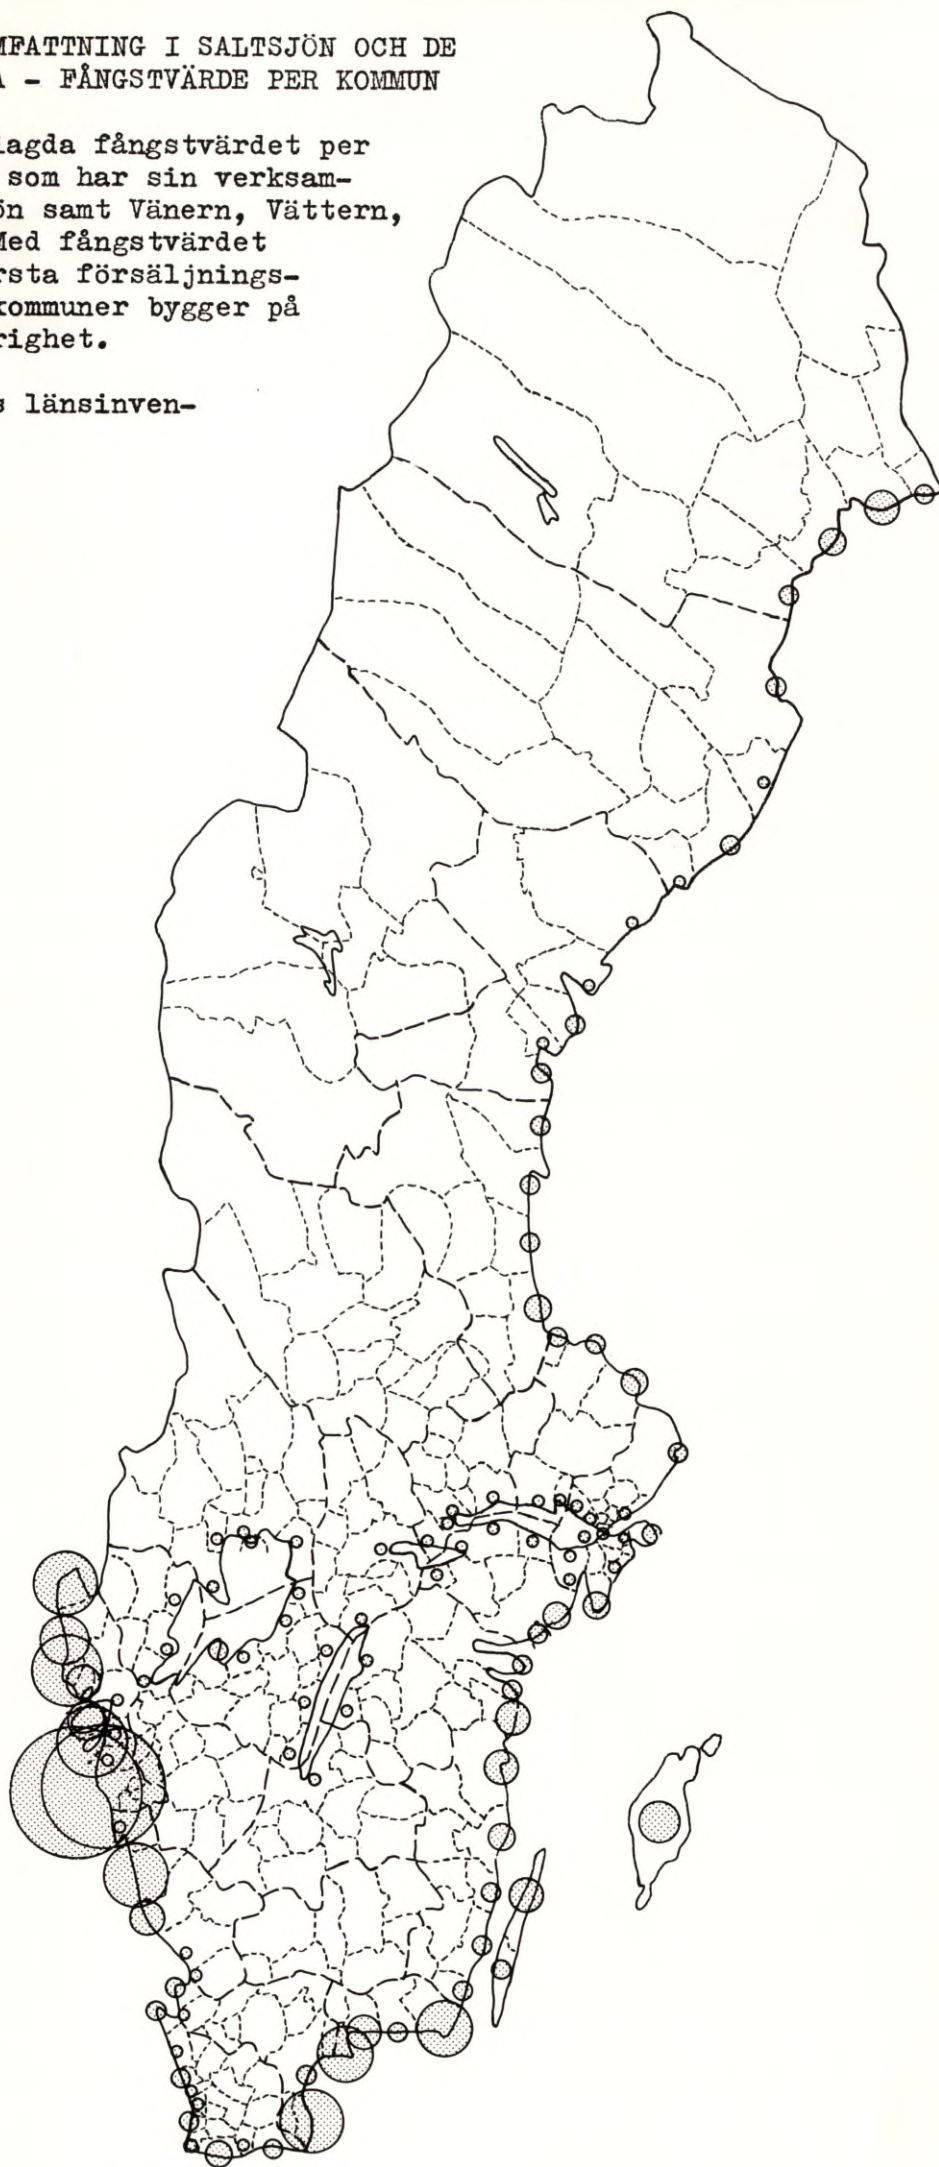 MFATTNING I SALTSJÖN OCH DE
A - FÅNGSTVÄRDE PER KOMMUN
lagda fångstvärdet per
som har sin verksam-
ön samt Vänern, Vättern,
Med fångstvärdet
rsta försäljnings-
kommuner bygger på
righet.
s länsinven-